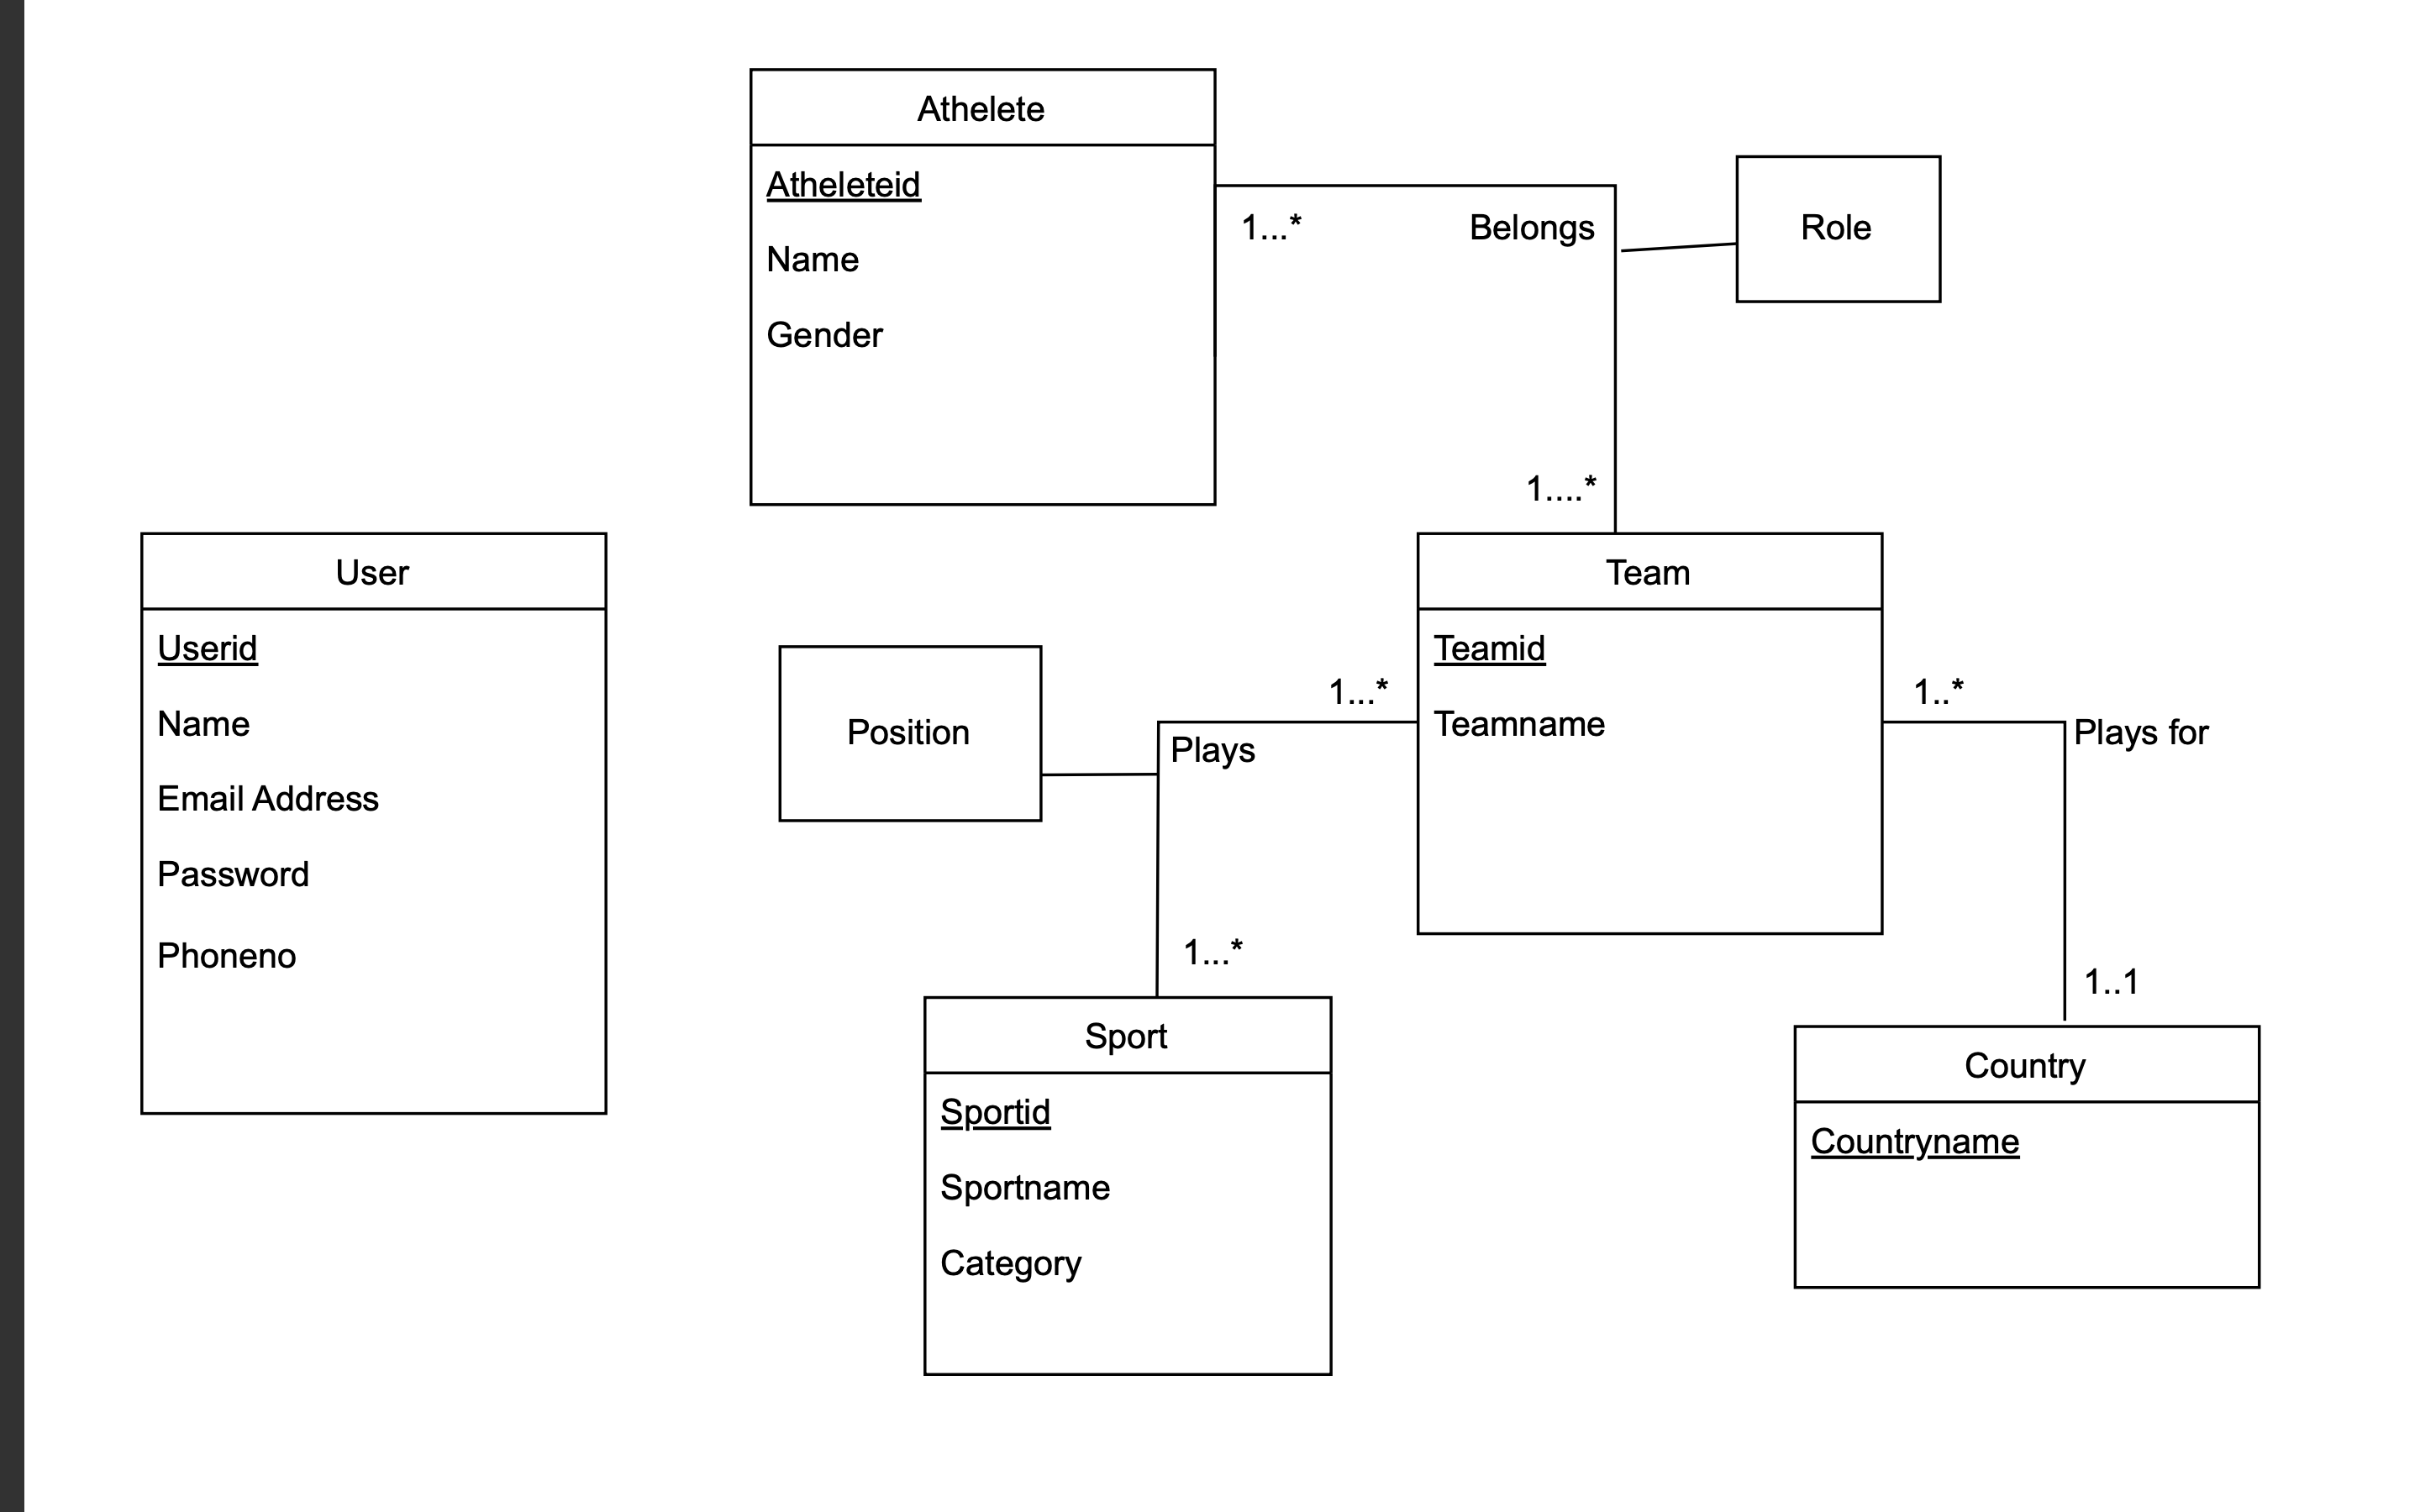 Athelete
Atheleteid
Name
Gender
1...*
Belongs
Role
1....*
User
Userid
Name
Email Address
Password
Phoneno
Position
Plays
1...*
1...*
Team
Teamid
Teamname
1..*
Plays for
1..1
Sport
Sportid
Sportname
Category
Country
Countryname